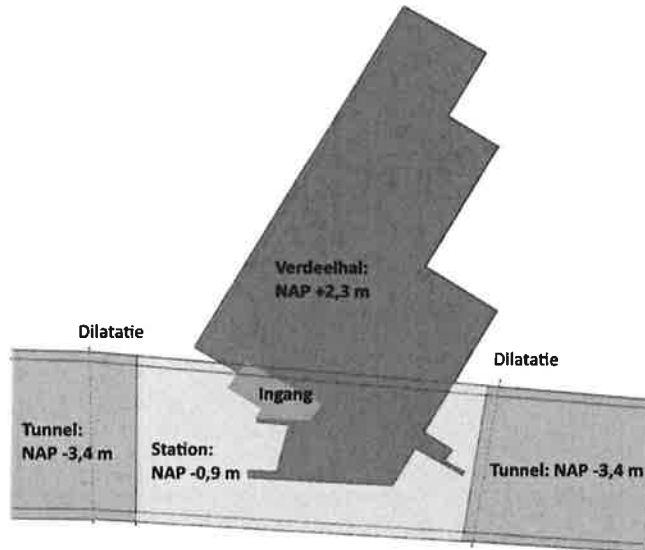 Verdeelhal:
NAP +2,3 m
Dilatatie
Dilatatie
Ingang
Tunnel:
NAP -3,4 m
Station:
NAP -0,9 m
Tunnel: NAP -3,4 m